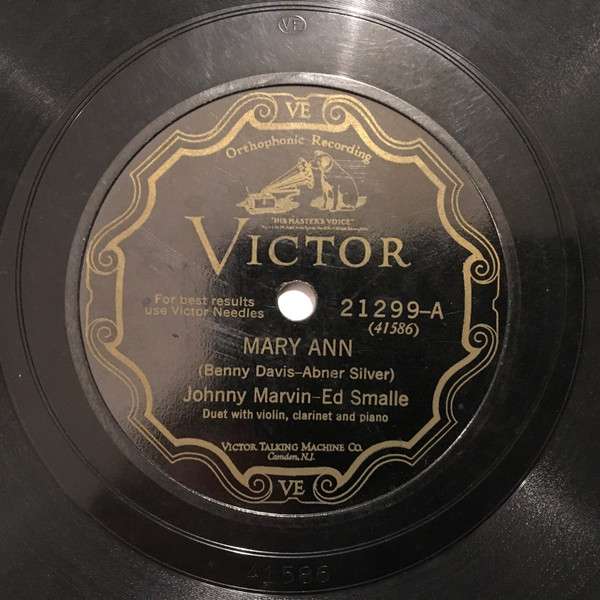 VE
VE
Orthophonic Recording
"HIS MASTER'S VOICE"
VICTOR
For best results
use Victor Needles
21299-A
(41586)
MARY ANN
(Benny Davis-Abner Silver)
Johnny Marvin-Ed Smalle
Duet with violin, clarinet and piano
VICTOR TALKING MACHINE CO.
Camden, N.J.
VE
41586